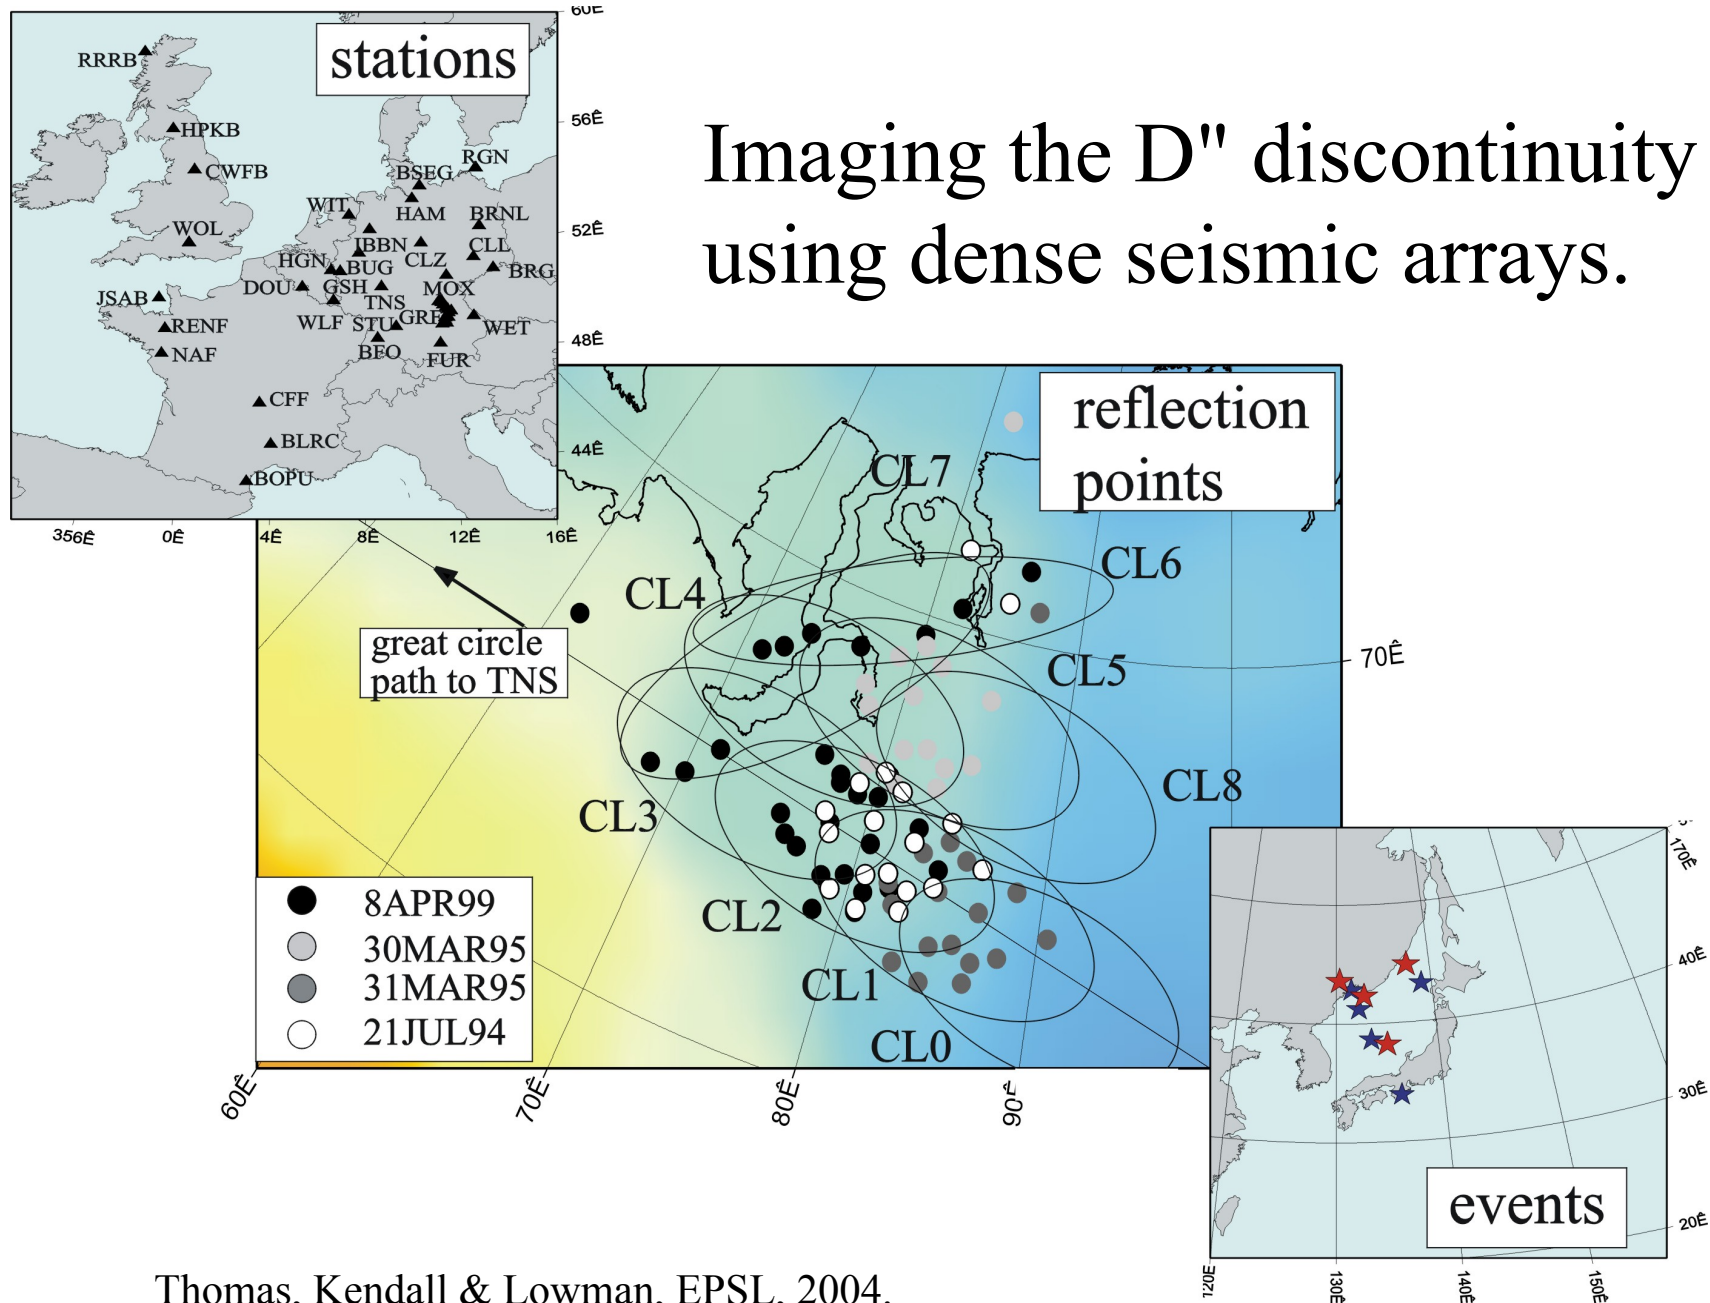 Imaging the D" discontinuity
using dense seismic arrays.
stations
RRRB
HPKB
CWFB
WOL
JSAB
RENF
NAF
CFF
BLRC
BOPU
RGN
BSEG
WIT
HAM
BRNL
IBBN
CLL
HGN
BUG
CLZ
BRG
DOU
GSH
MOX
TNS
WLF
STU
GRF
WET
BFO
FUR
60Ê
56Ê
52Ê
48Ê
44Ê
356Ê
0Ê
4Ê
8Ê
12Ê
16Ê
reflection
points
CL7
CL6
CL4
CL5
CL8
CL3
CL2
CL1
CL0
great circle
path to TNS
70Ê
8APR99
30MAR95
31MAR95
21JUL94
60Ê
70Ê
80Ê
90Ê
events
170Ê
40Ê
30Ê
20Ê
120Ê
130Ê
140Ê
150Ê
Thomas, Kendall & Lowman, EPSL, 2004.